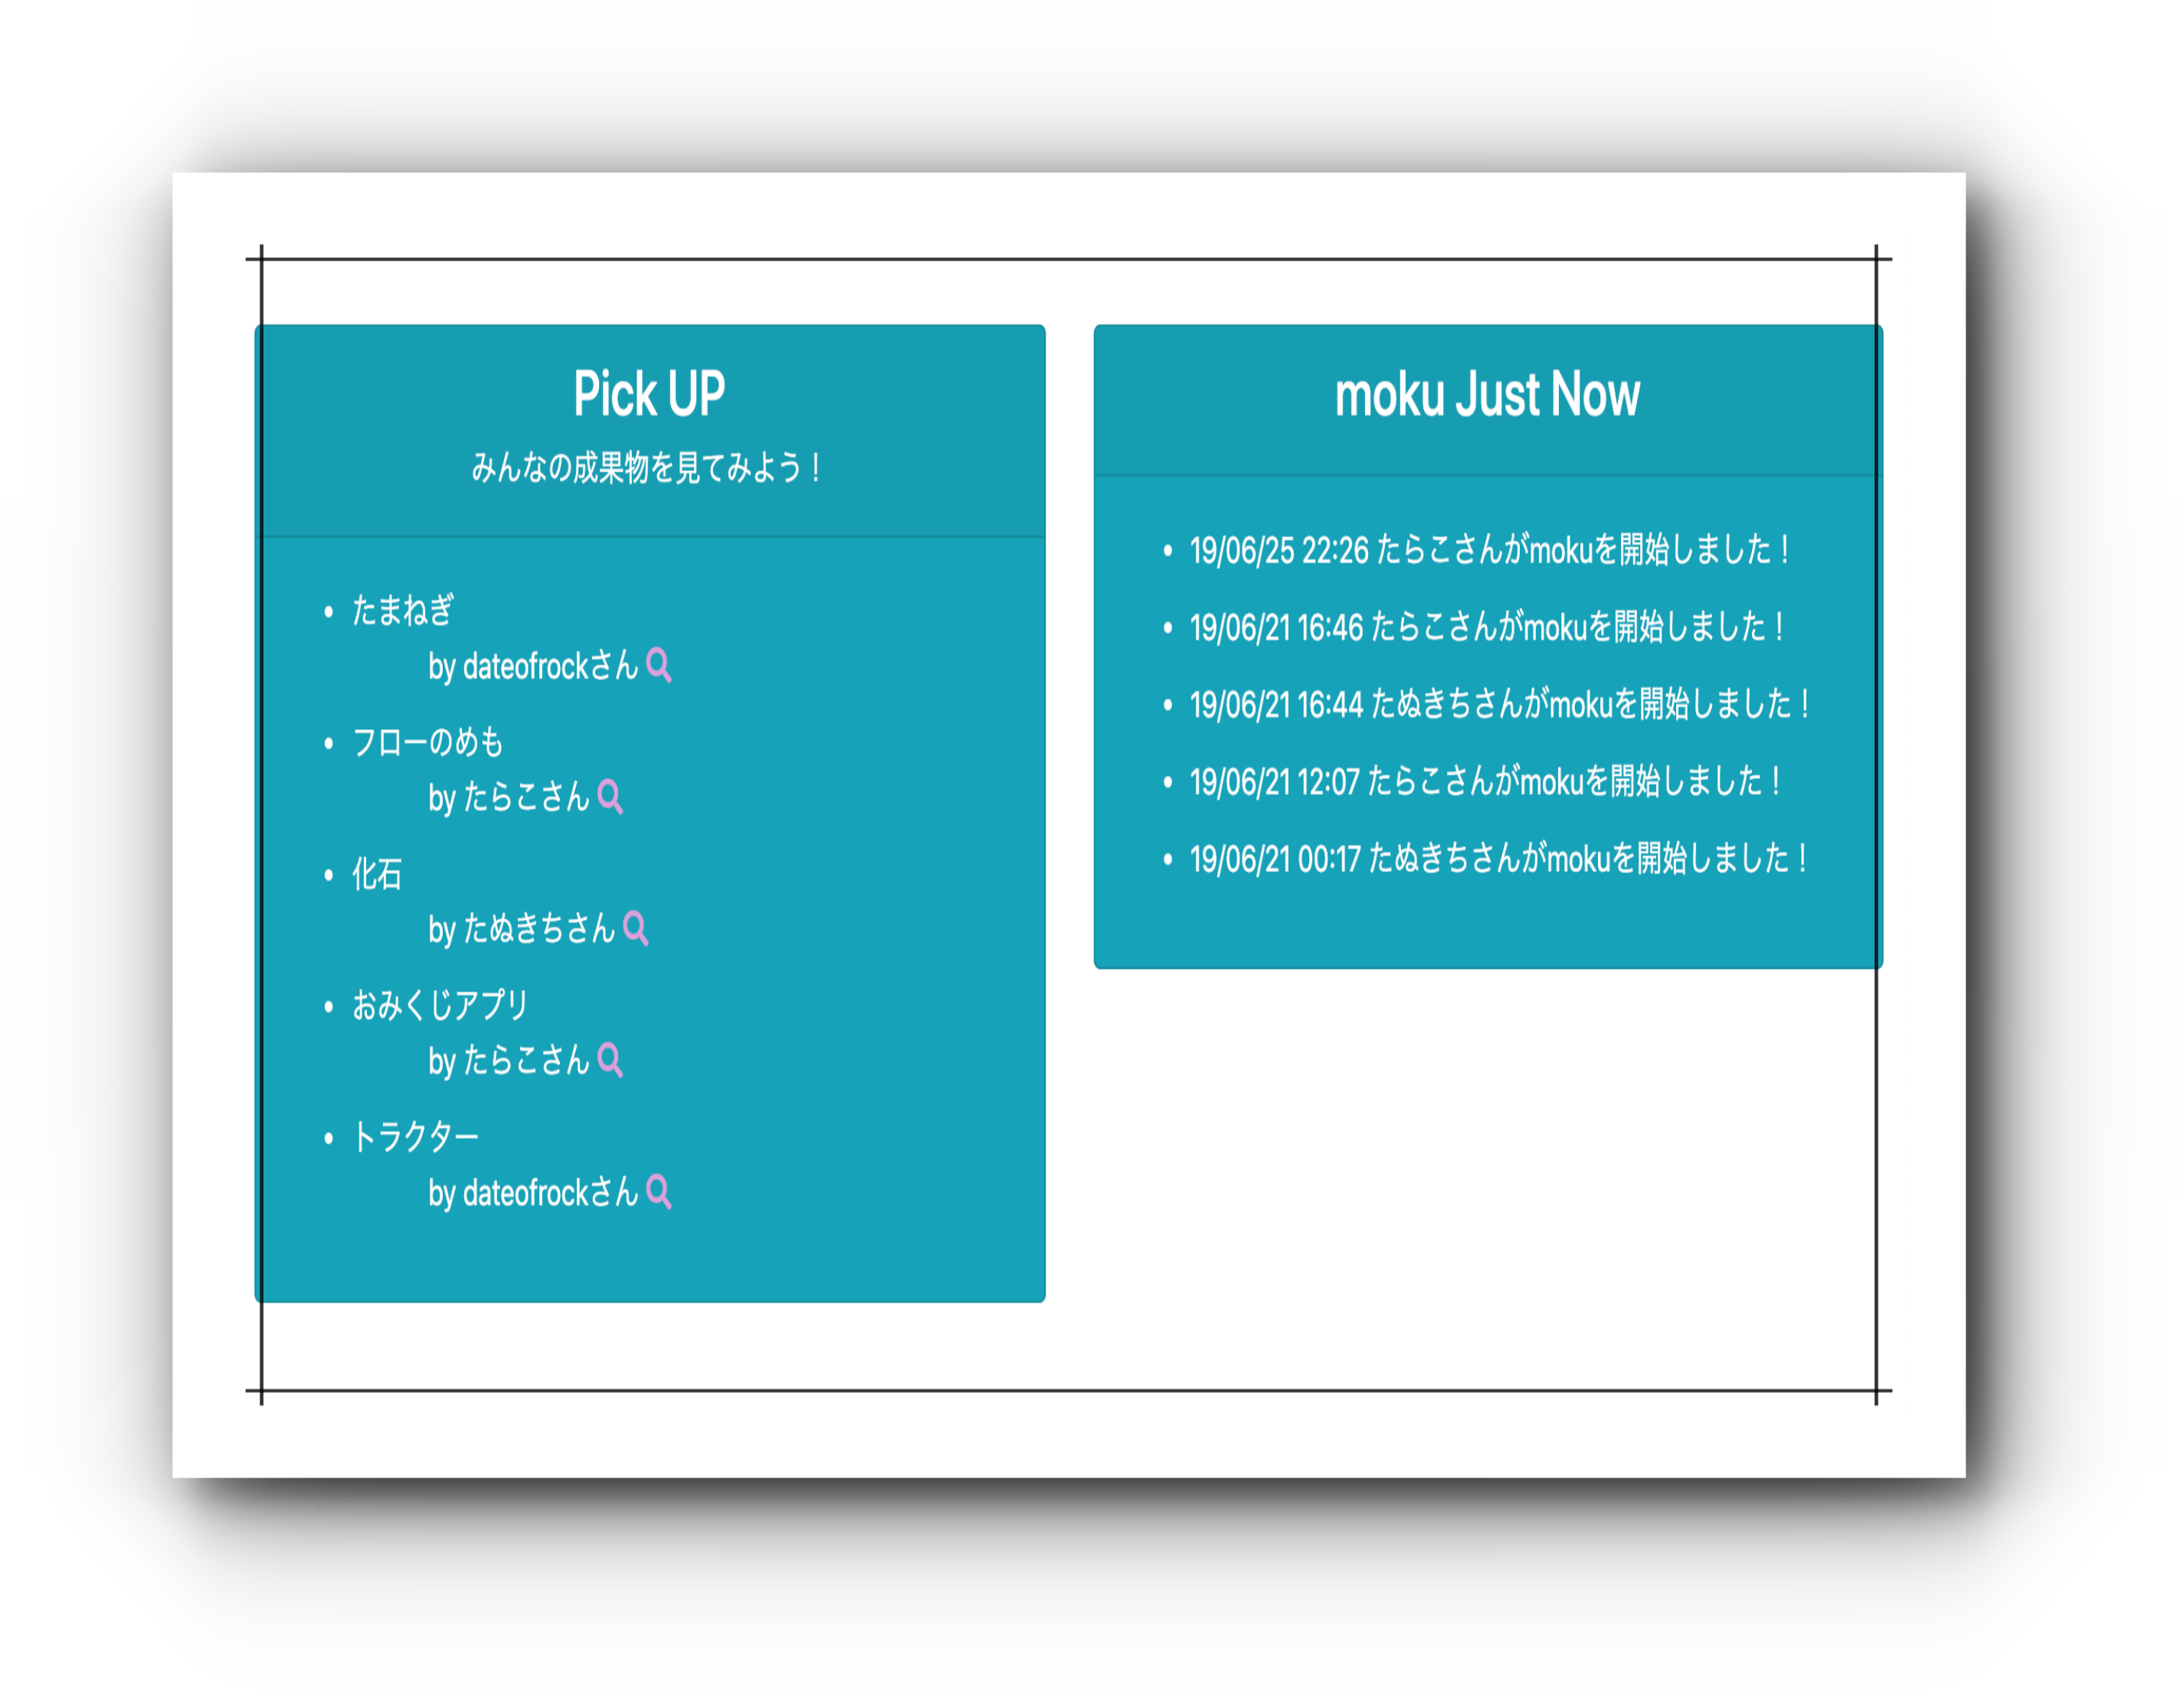 Pick UP
みんなの成果物を見てみよう！
• たまねぎ
by dateofrockさん
• フローのめも
by たらこさん
• 化石
by たぬきちさん
• おみくじアプリ
by たらこさん
• トラクター
by dateofrockさん
moku Just Now
• 19/06/25 22:26 たらこさんがmokuを開始しました！
• 19/06/21 16:46 たらこさんがmokuを開始しました！
• 19/06/21 16:44 たぬきちさんがmokuを開始しました！
• 19/06/21 12:07 たらこさんがmokuを開始しました！
• 19/06/21 00:17 たぬきちさんがmokuを開始しました！